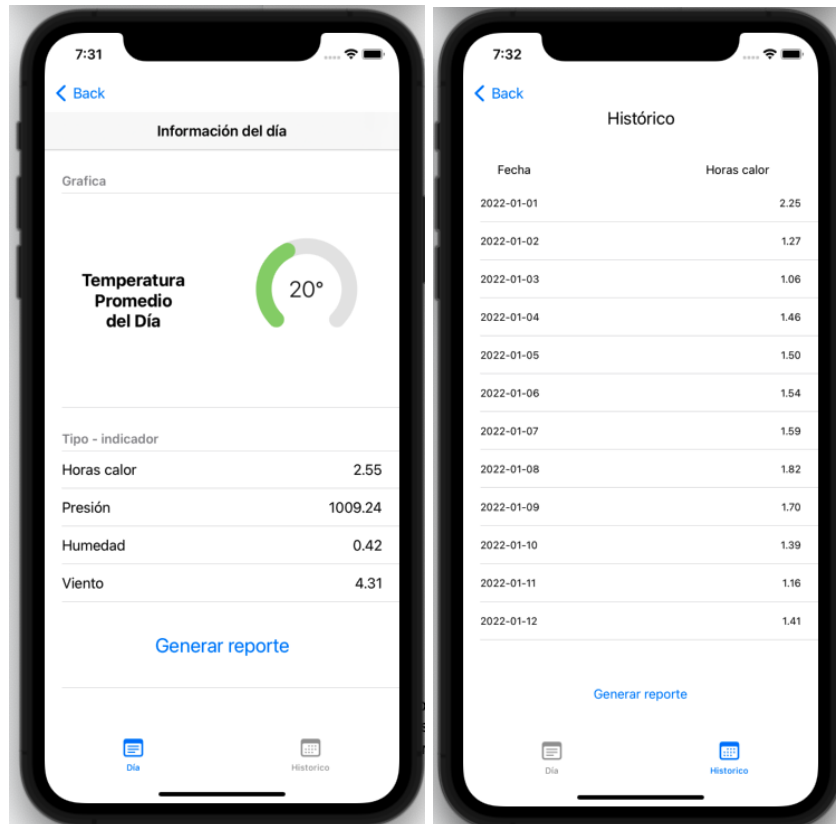 7:31
Back
Información del día
Grafica
Temperatura
Promedio
del Día
20°
Tipo - indicador
Horas calor 2.55
Presión 1009.24
Humedad 0.42
Viento 4.31
Generar reporte
Día Historico
7:32
Back
Histórico
Fecha Horas calor
2022-01-01 2.25
2022-01-02 1.27
2022-01-03 1.06
2022-01-04 1.46
2022-01-05 1.50
2022-01-06 1.54
2022-01-07 1.59
2022-01-08 1.82
2022-01-09 1.70
2022-01-10 1.39
2022-01-11 1.16
2022-01-12 1.41
Generar reporte
Día Historico